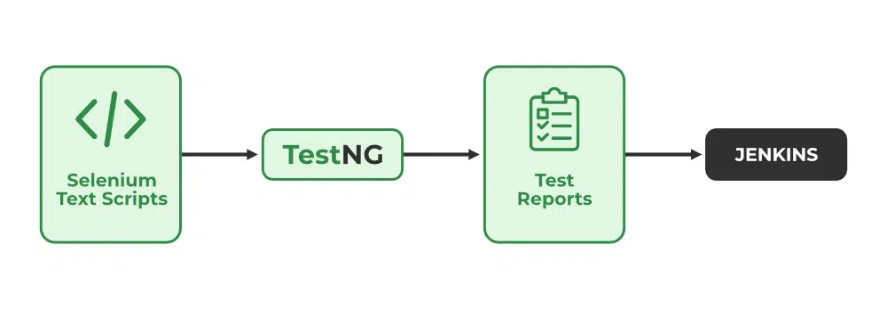 Selenium
Text Scripts
TestNG
Test
Reports
JENKINS